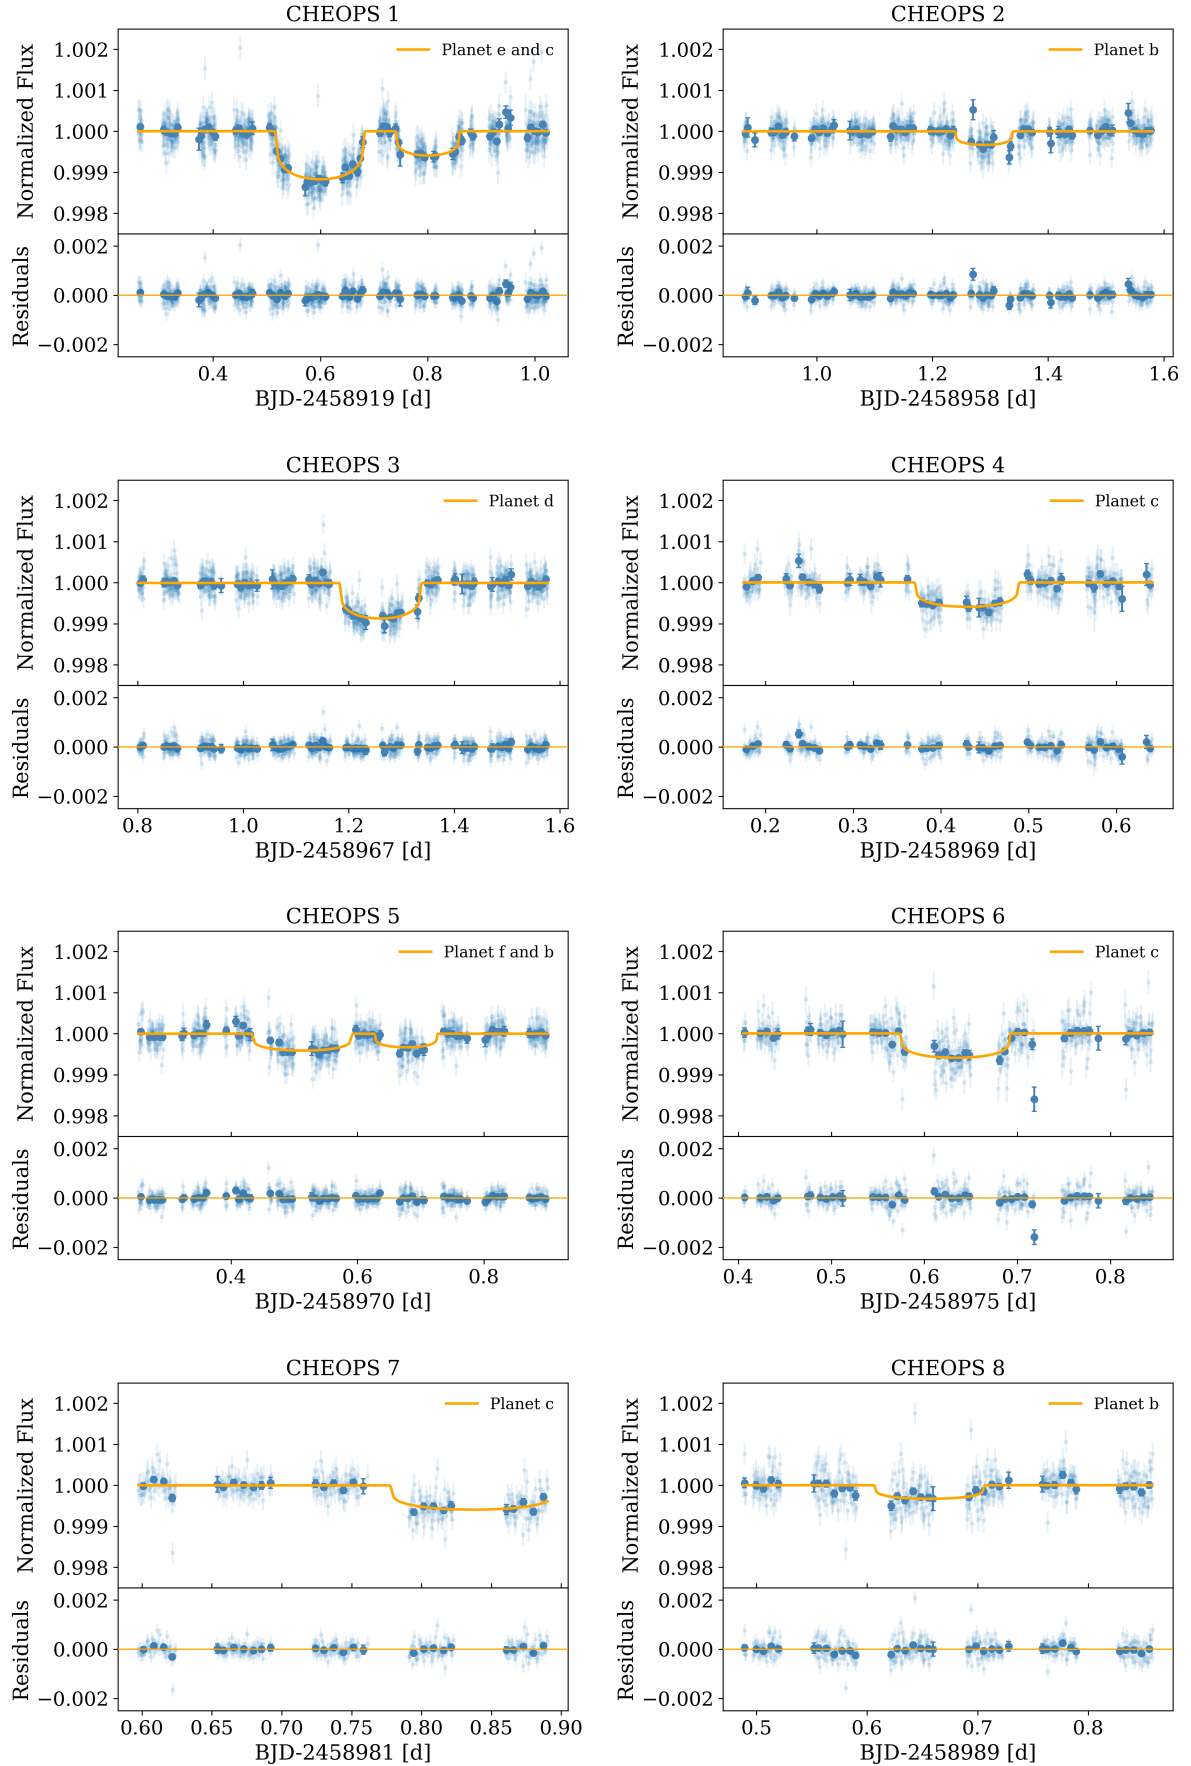 CHEOPS 1
Normalized Flux
1.002
1.001
1.000
0.999
0.998
Planet e and c
Residuals
0.002
0.000
−0.002
0.4 0.6 0.8 1.0
BJD-2458919 [d]
CHEOPS 2
Normalized Flux
1.002
1.001
1.000
0.999
0.998
Planet b
Residuals
0.002
0.000
−0.002
1.0 1.2 1.4 1.6
BJD-2458958 [d]
CHEOPS 3
Normalized Flux
1.002
1.001
1.000
0.999
0.998
Planet d
Residuals
0.002
0.000
−0.002
0.8 1.0 1.2 1.4 1.6
BJD-2458967 [d]
CHEOPS 4
Normalized Flux
1.002
1.001
1.000
0.999
0.998
Planet c
Residuals
0.002
0.000
−0.002
0.2 0.3 0.4 0.5 0.6
BJD-2458969 [d]
CHEOPS 5
Normalized Flux
1.002
1.001
1.000
0.999
0.998
Planet f and b
Residuals
0.002
0.000
−0.002
0.4 0.6 0.8
BJD-2458970 [d]
CHEOPS 6
Normalized Flux
1.002
1.001
1.000
0.999
0.998
Planet c
Residuals
0.002
0.000
−0.002
0.4 0.5 0.6 0.7 0.8
BJD-2458975 [d]
CHEOPS 7
Normalized Flux
1.002
1.001
1.000
0.999
0.998
Planet c
Residuals
0.002
0.000
−0.002
0.60 0.65 0.70 0.75 0.80 0.85 0.90
BJD-2458981 [d]
CHEOPS 8
Normalized Flux
1.002
1.001
1.000
0.999
0.998
Planet b
Residuals
0.002
0.000
−0.002
0.5 0.6 0.7 0.8
BJD-2458989 [d]